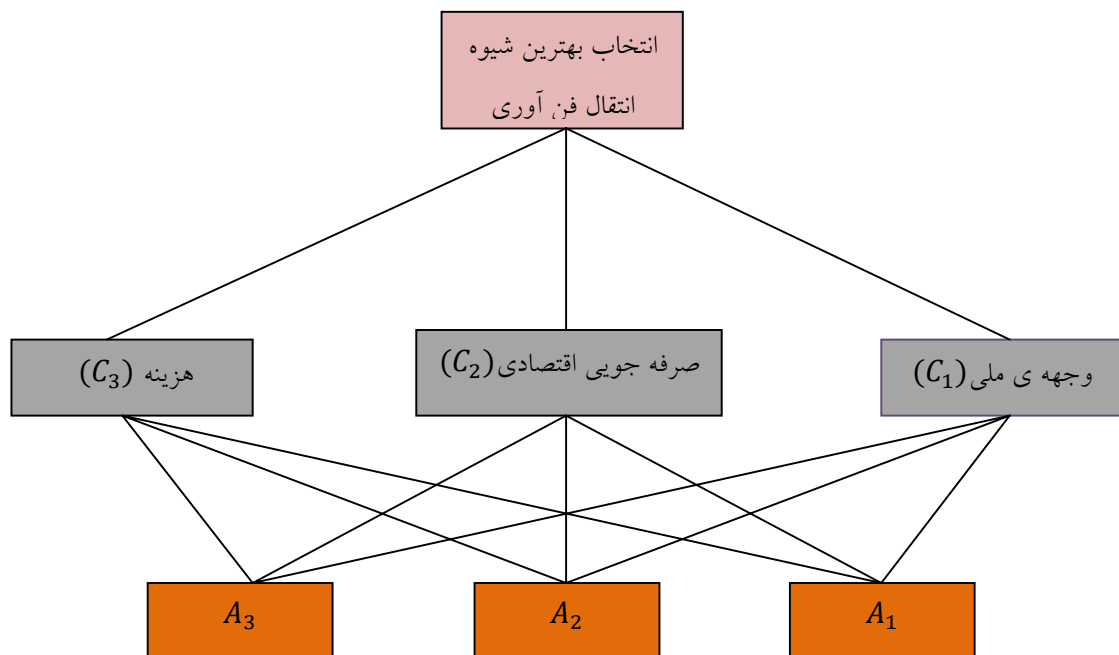 انتخاب بهترین شیوه
انتقال فن آوری
وجهه ی ملی (C₁)
صرفه جویی اقتصادی (C₂)
هزینه (C₃)
A₁
A₂
A₃